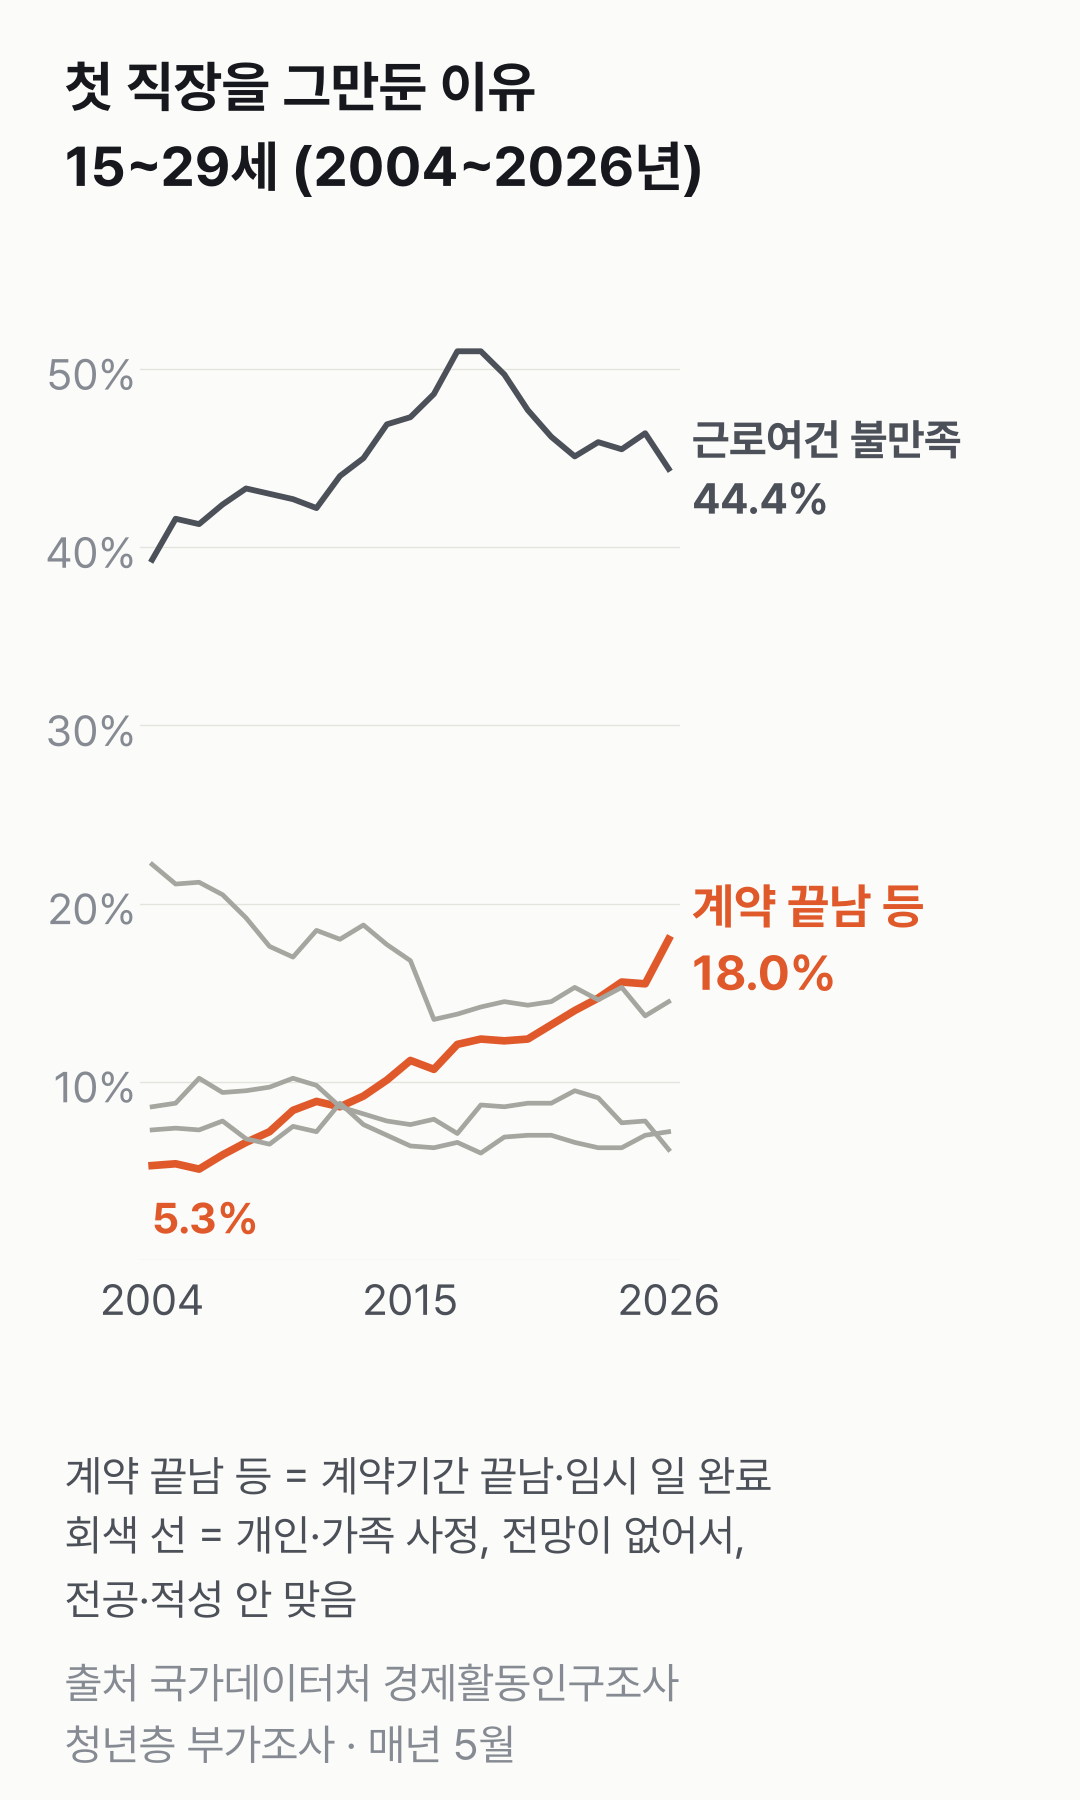 첫 직장을 그만둔 이유
15~29세 (2004~2026년)
50%
근로여건 불만족
44.4%
40%
30%
20%
계약 끝남 등
18.0%
10%
5.3%
2004 2015 2026
계약 끝남 등 = 계약기간 끝남·임시 일 완료
회색 선 = 개인·가족 사정, 전망이 없어서,
전공·적성 안 맞음
출처 국가데이터처 경제활동인구조사
청년층 부가조사 · 매년 5월